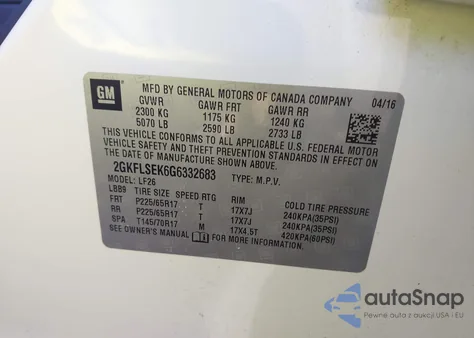 GM
MFD BY GENERAL MOTORS OF CANADA COMPANY 04/16
GVWR GAWR FRT GAWR RR
2300 KG 1175 KG 1240 KG
5070 LB 2590 LB 2733 LB
THIS VEHICLE CONFORMS TO ALL APPLICABLE U.S. FEDERAL MOTOR
VEHICLE SAFETY, BUMPER, AND THEFT PREVENTION STANDARDS IN
EFFECT ON THE DATE OF MANUFACTURE SHOWN ABOVE.
2GKFLSEK6G6332683 TYPE: M.P.V.
MODEL: LF26
LBB9 TIRE SIZE SPEED RTG RIM COLD TIRE PRESSURE
FRT P225/65R17 T 17X7J 240KPA(35PSI)
RR P225/65R17 T 17X7J 240KPA(35PSI)
SPA T145/70R17 M 17X4.5T 420KPA(60PSI)
SEE OWNER'S MANUAL FOR MORE INFORMATION.
autoSnap
Pewne auta z aukcji USA i EU